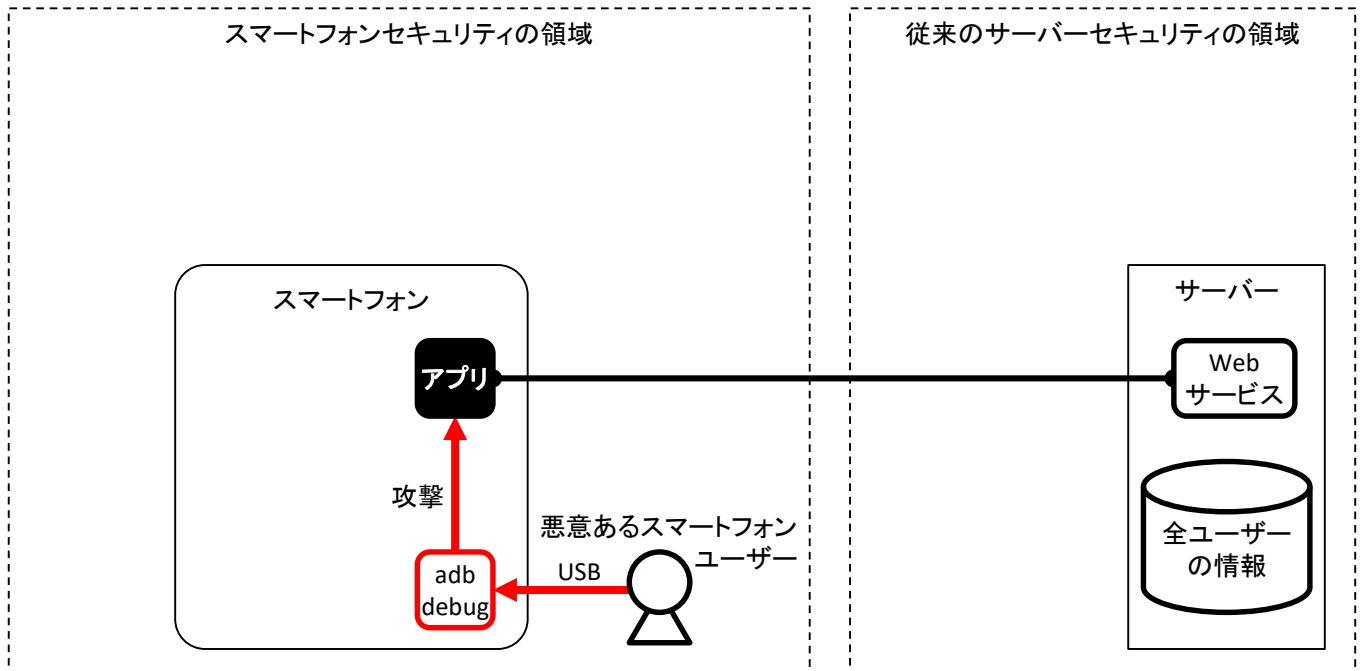 スマートフォンセキュリティの領域
従来のサーバーセキュリティの領域
スマートフォン
サーバー
アプリ
Web
サービス
攻撃
悪意あるスマートフォン
ユーザー
USB
adb
debug
全ユーザー
の情報